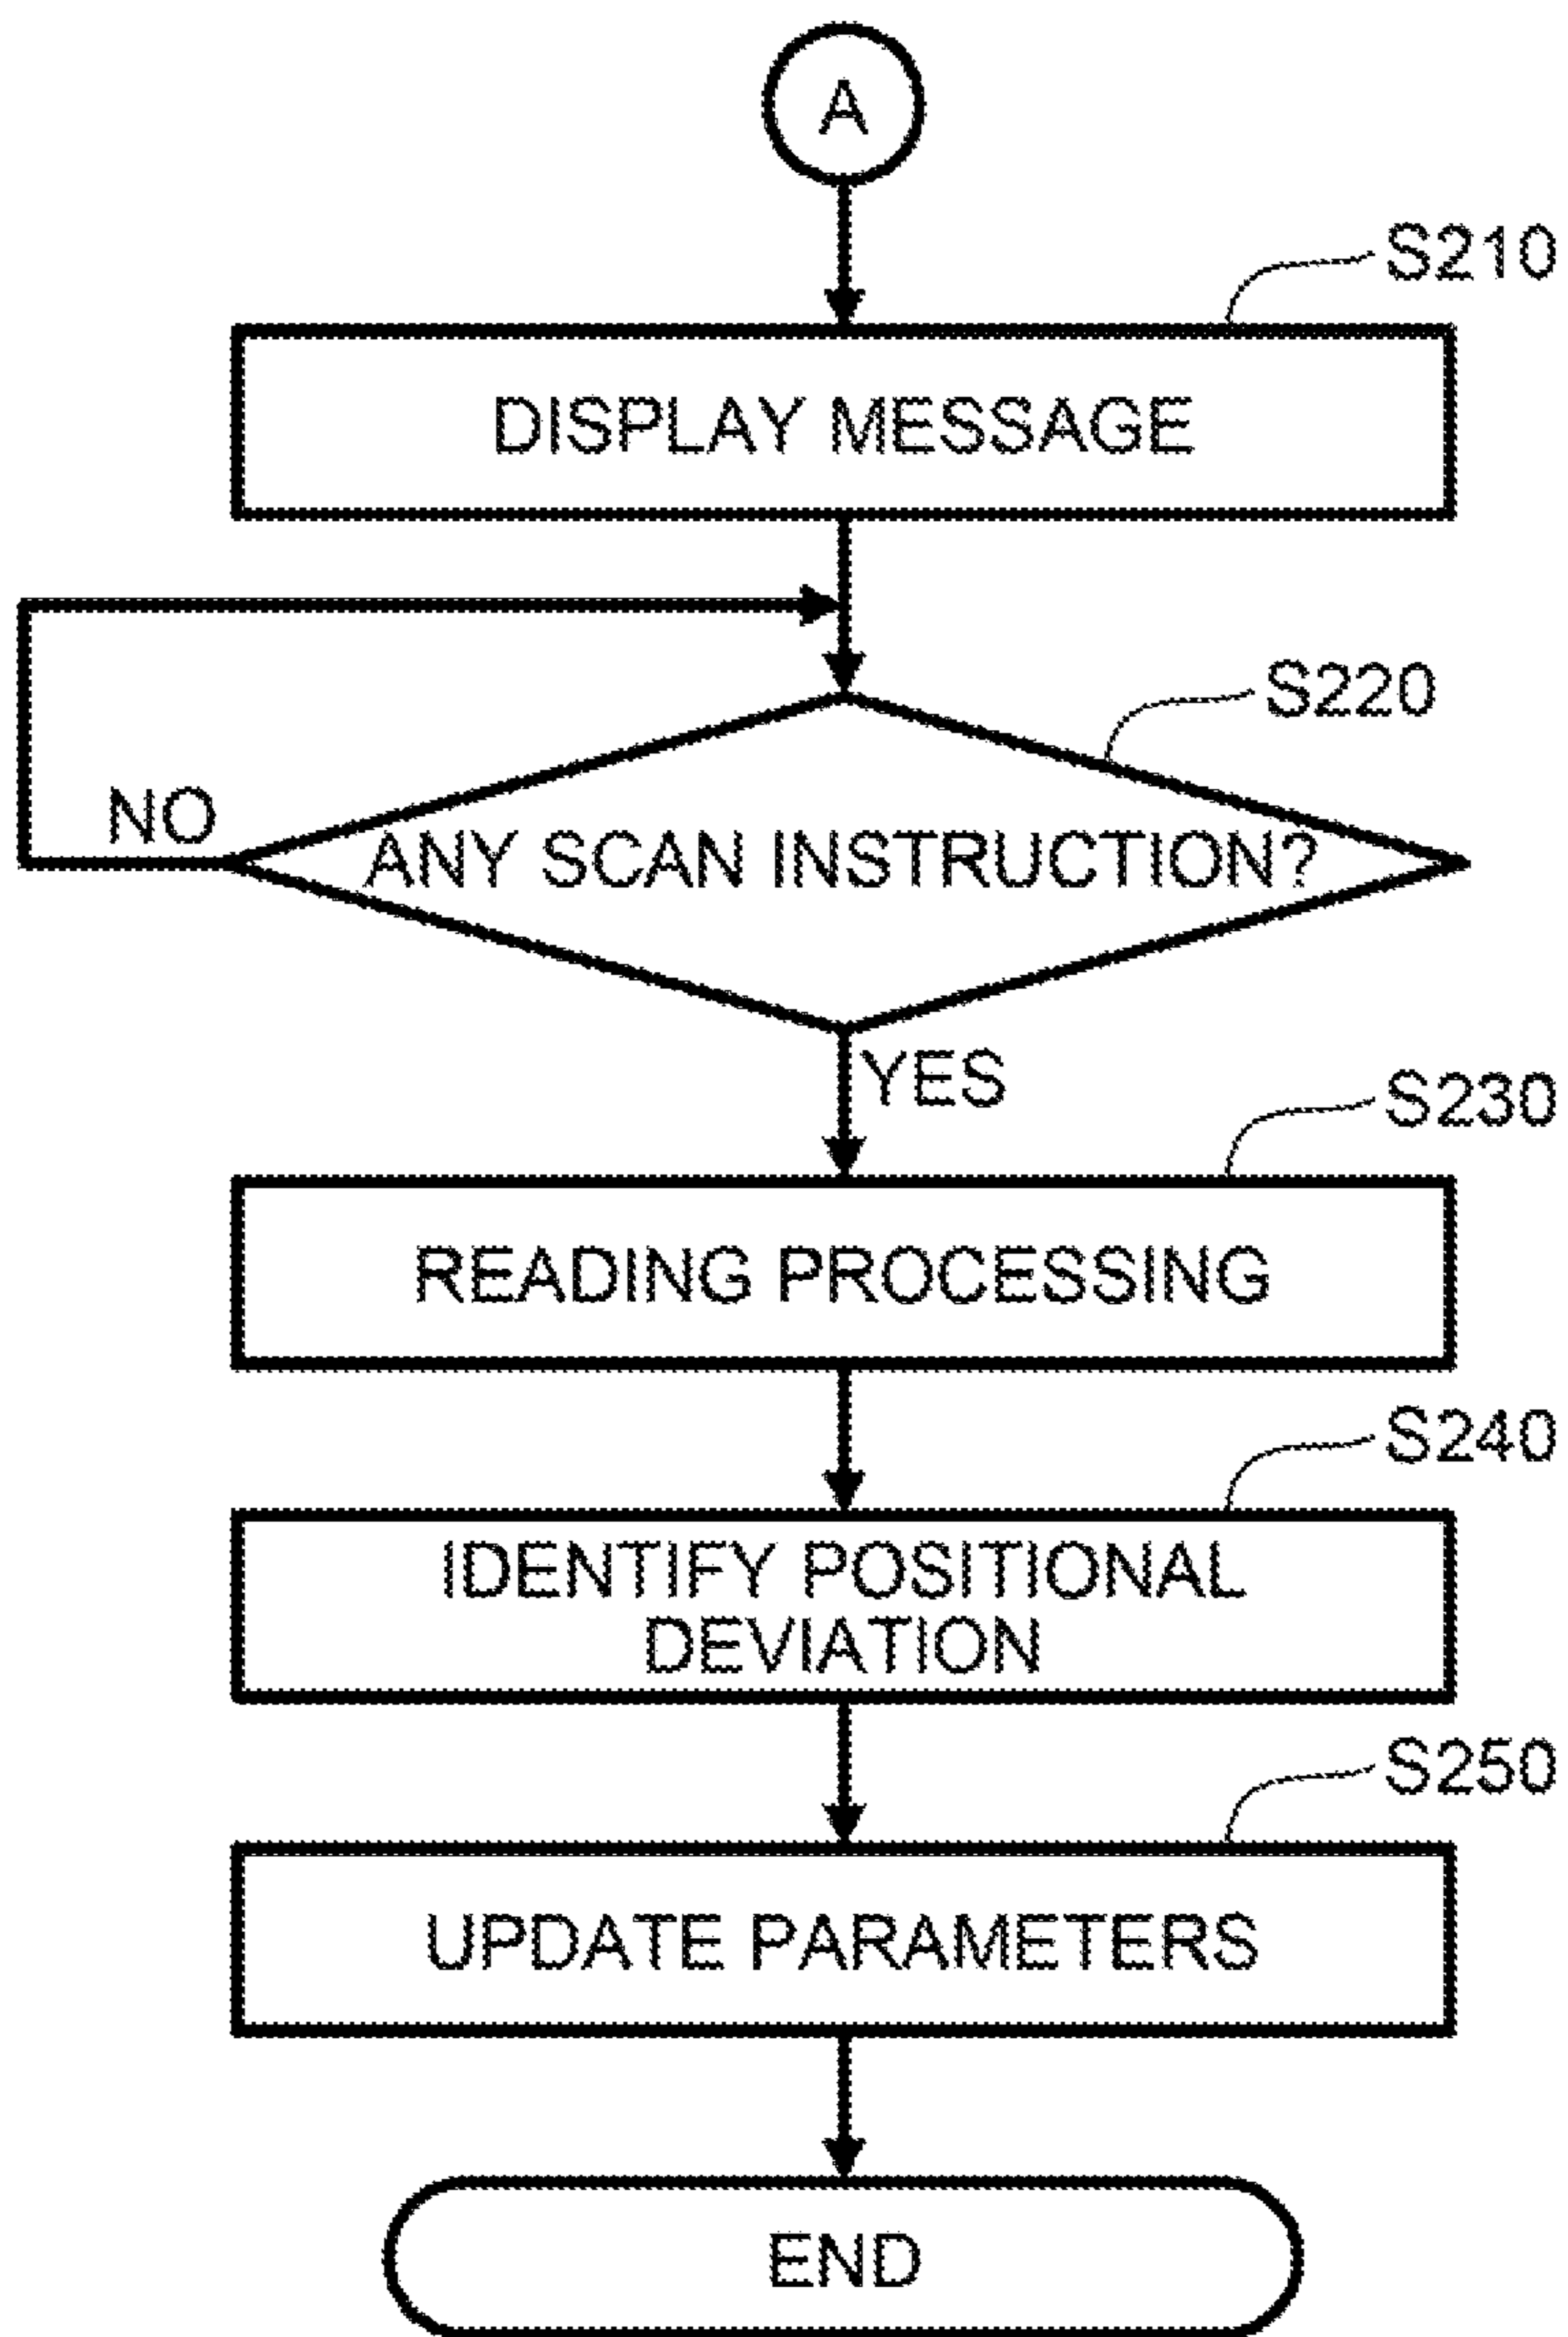 A
S210
DISPLAY MESSAGE
S220
NO
ANY SCAN INSTRUCTION?
YES
S230
READING PROCESSING
S240
IDENTIFY POSITIONAL
DEVIATION
S250
UPDATE PARAMETERS
END